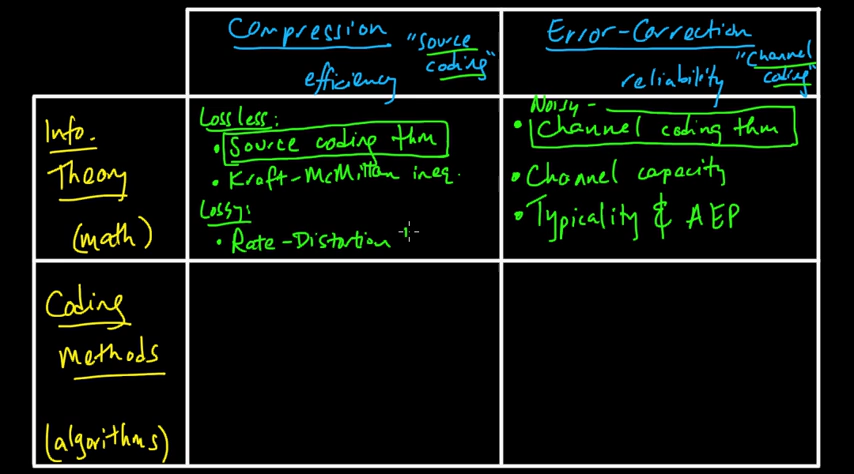 Compression
"Source
coding"
efficiency
Error-Correction
"Channel
coding"
reliability
Info.
Theory
(math)
Lossless:
• Source coding thm
• Kraft-McMillan ineq.
Lossy:
• Rate-Distortion
Noisy-
• Channel coding thm
• Channel capacity
• Typicality & AEP
Coding
Methods
(algorithms)